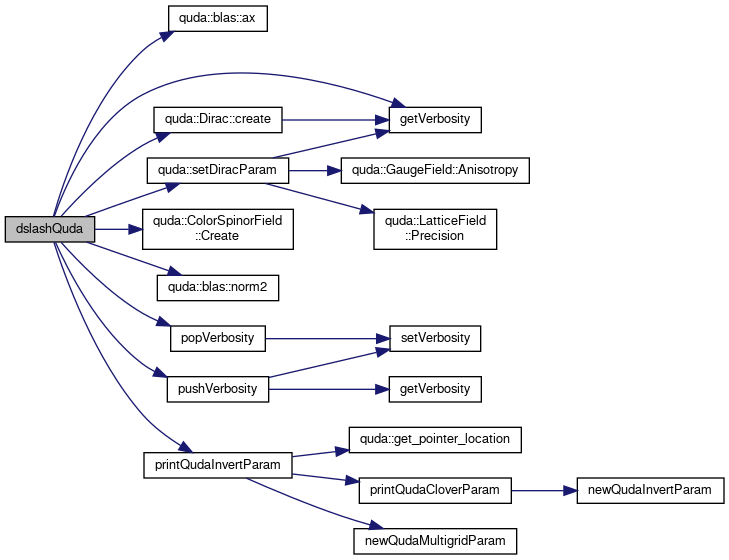 quda::blas::ax
getVerbosity
quda::Dirac::create
quda::setDiracParam
quda::GaugeField::Anisotropy
quda::LatticeField
::Precision
dslashQuda
quda::ColorSpinorField
::Create
quda::blas::norm2
popVerbosity
setVerbosity
pushVerbosity
getVerbosity
quda::get_pointer_location
printQudaInvertParam
printQudaCloverParam
newQudaInvertParam
newQudaMultigridParam